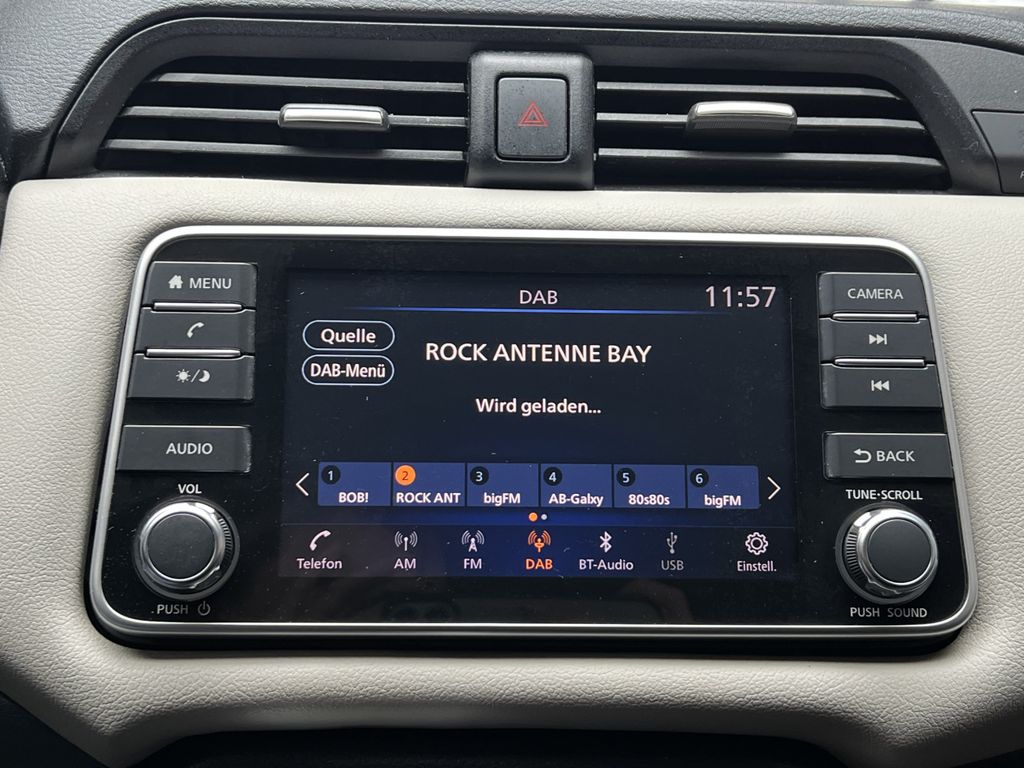 MENU
CAMERA
DAB
11:57
Quelle
ROCK ANTENNE BAY
DAB-Menü
Wird geladen...
AUDIO
BACK
VOL
TUNE·SCROLL
1 2 3 4 5 6
BOB! ROCK ANT bigFM AB-Galxy 80s80s bigFM
Telefon AM FM DAB BT-Audio USB Einstell.
PUSH
PUSH SOUND